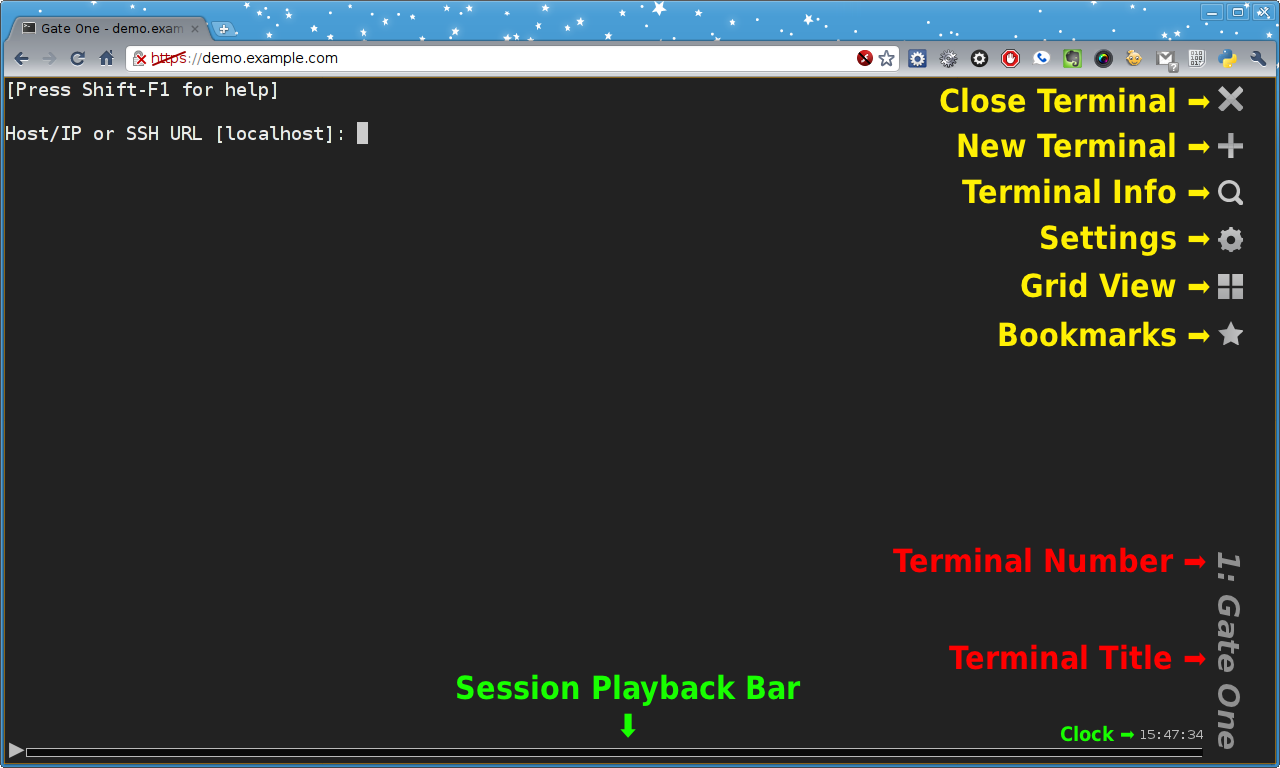 Gate One - demo.exam
https://demo.example.com
[Press Shift-F1 for help]
Host/IP or SSH URL [localhost]:
Close Terminal ➡
New Terminal ➡
Terminal Info ➡
Settings ➡
Grid View ➡
Bookmarks ➡
Terminal Number ➡
1: Gate One
Terminal Title ➡
Session Playback Bar
⬇
Clock ➡ 15:47:34